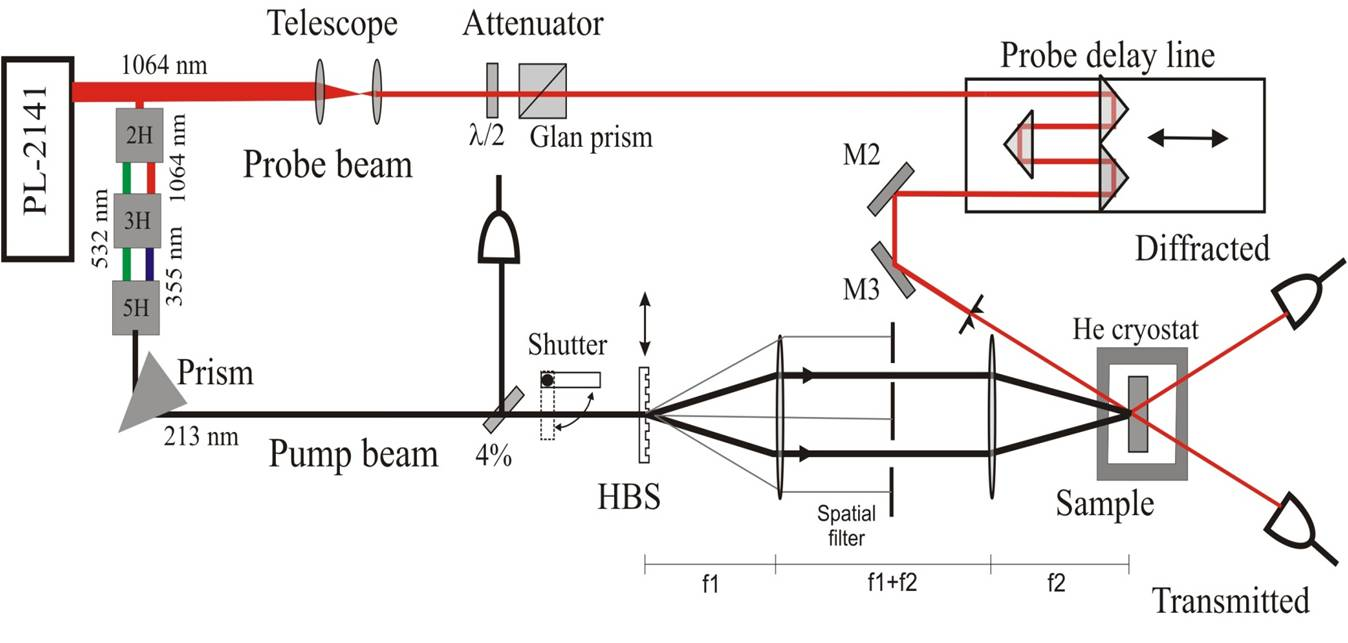 Telescope
Attenuator
Probe delay line
1064 nm
PL-2141
2H
1064 nm
λ/2
Glan prism
Probe beam
M2
3H
532 nm
355 nm
Diffracted
M3
5H
He cryostat
Shutter
Prism
213 nm
Pump beam
4%
HBS
Sample
Spatial
filter
f1
f1+f2
f2
Transmitted